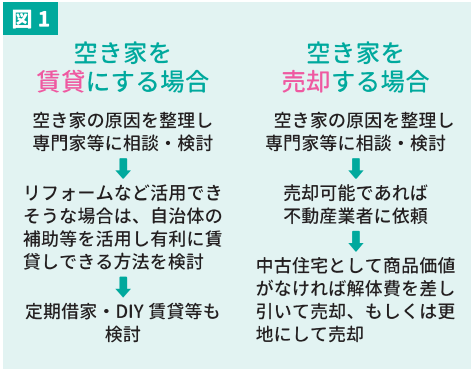 図1
空き家を
賃貸にする場合
空き家の原因を整理し
専門家等に相談・検討
リフォームなど活用でき
そうな場合は、自治体の
補助等を活用し有利に賃
貸しできる方法を検討
定期借家・DIY 賃貸等も
検討
空き家を
売却する場合
空き家の原因を整理し
専門家等に相談・検討
売却可能であれば
不動産業者に依頼
中古住宅として商品価値
がなければ解体費を差し
引いて売却、もしくは更
地にして売却